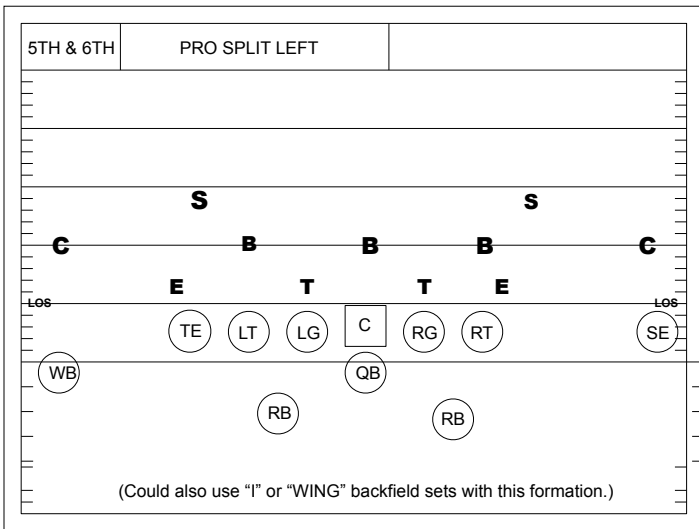 5TH & 6TH PRO SPLIT LEFT
S S
C B B B C
E T T E
LOS LOS
TE LT LG C RG RT SE
WB QB
RB RB
(Could also use “I” or “WING” backfield sets with this formation.)